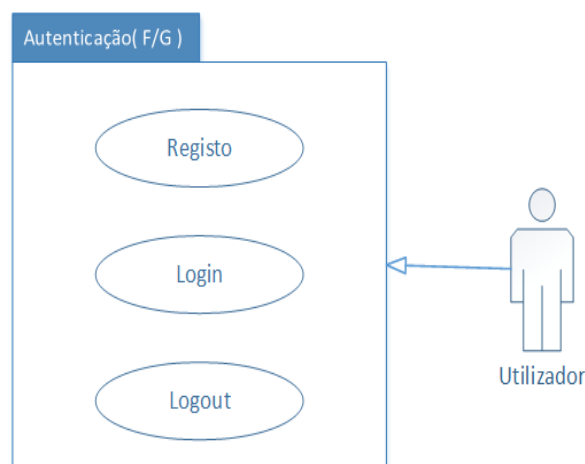 Autenticação( F/G )
Registo
Login
Logout
Utilizador